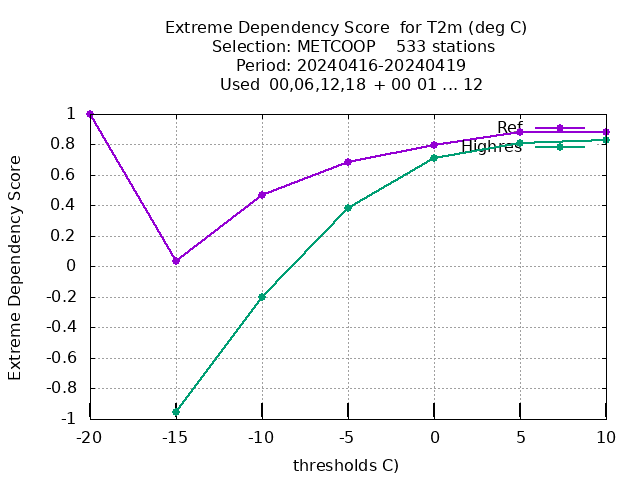 Extreme Dependency Score  for T2m (deg C)
Selection: METCOOP    533 stations
Period: 20240416-20240419
Used  00,06,12,18  + 00 01 ... 12
Ref
Highres
Extreme Dependency Score
1
0.8
0.6
0.4
0.2
0
-0.2
-0.4
-0.6
-0.8
-1
-20 -15 -10 -5 0 5 10
thresholds C)